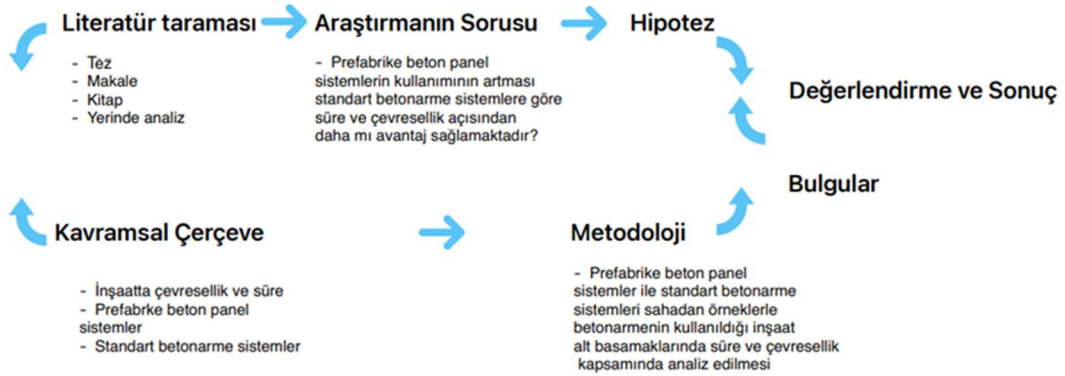 Literatür taraması
- Tez
- Makale
- Kitap
- Yerinde analiz
Araştırmanın Sorusu
- Prefabrike beton panel
sistemlerin kullanımının artması
standart betonarme sistemlere göre
süre ve çevresellik açısından
daha mı avantaj sağlamaktadır?
Hipotez
Değerlendirme ve Sonuç
Bulgular
Kavramsal Çerçeve
- İnşaatta çevresellik ve süre
- Prefabrke beton panel
sistemler
- Standart betonarme sistemler
Metodoloji
- Prefabrike beton panel
sistemler ile standart betonarme
sistemleri sahadan örneklerle
betonarmenin kullanıldığı inşaat
alt basamaklarında süre ve çevresellik
kapsamında analiz edilmesi